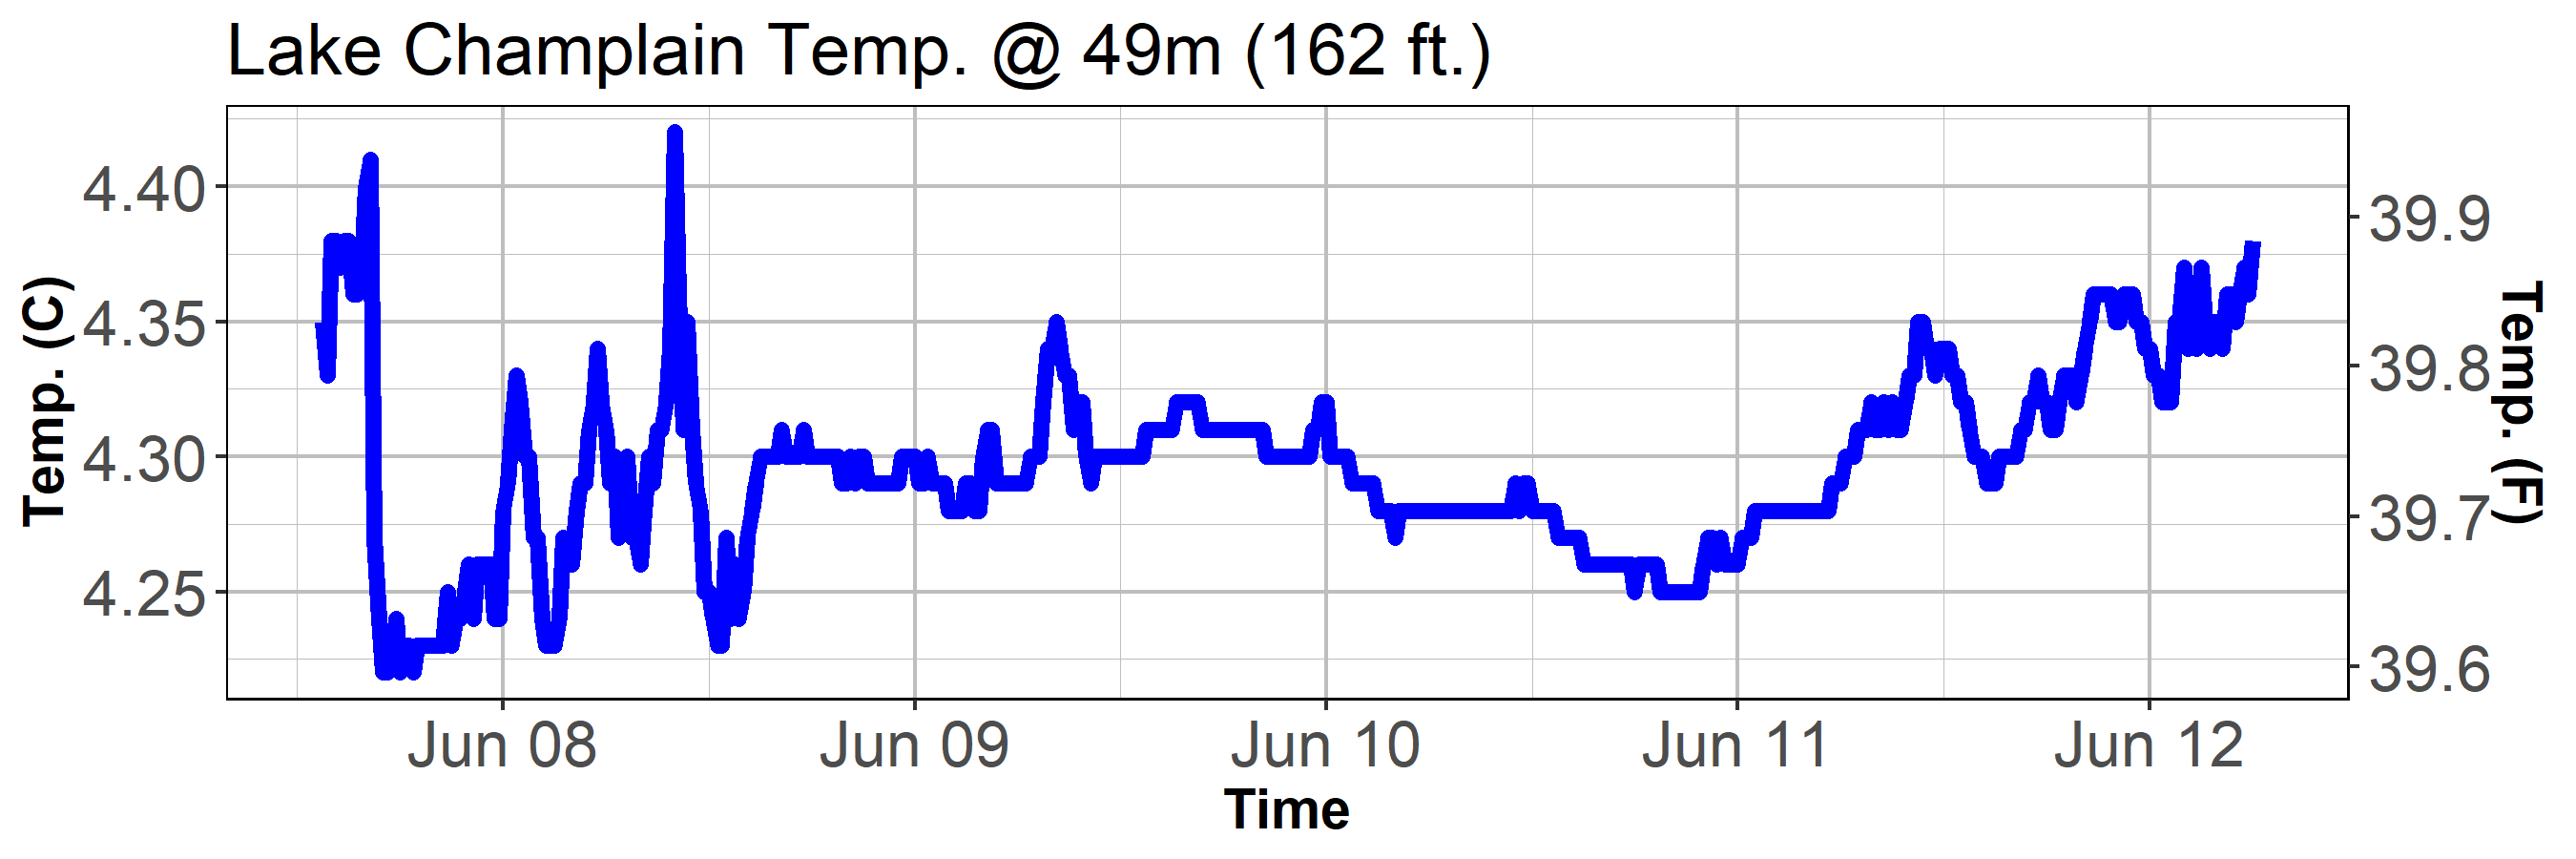 Lake Champlain Temp. @ 49m (162 ft.)
4.40
4.35
4.30
4.25
Temp. (C)
39.9
39.8
39.7
39.6
Temp. (F)
Jun 08 Jun 09 Jun 10 Jun 11 Jun 12
Time